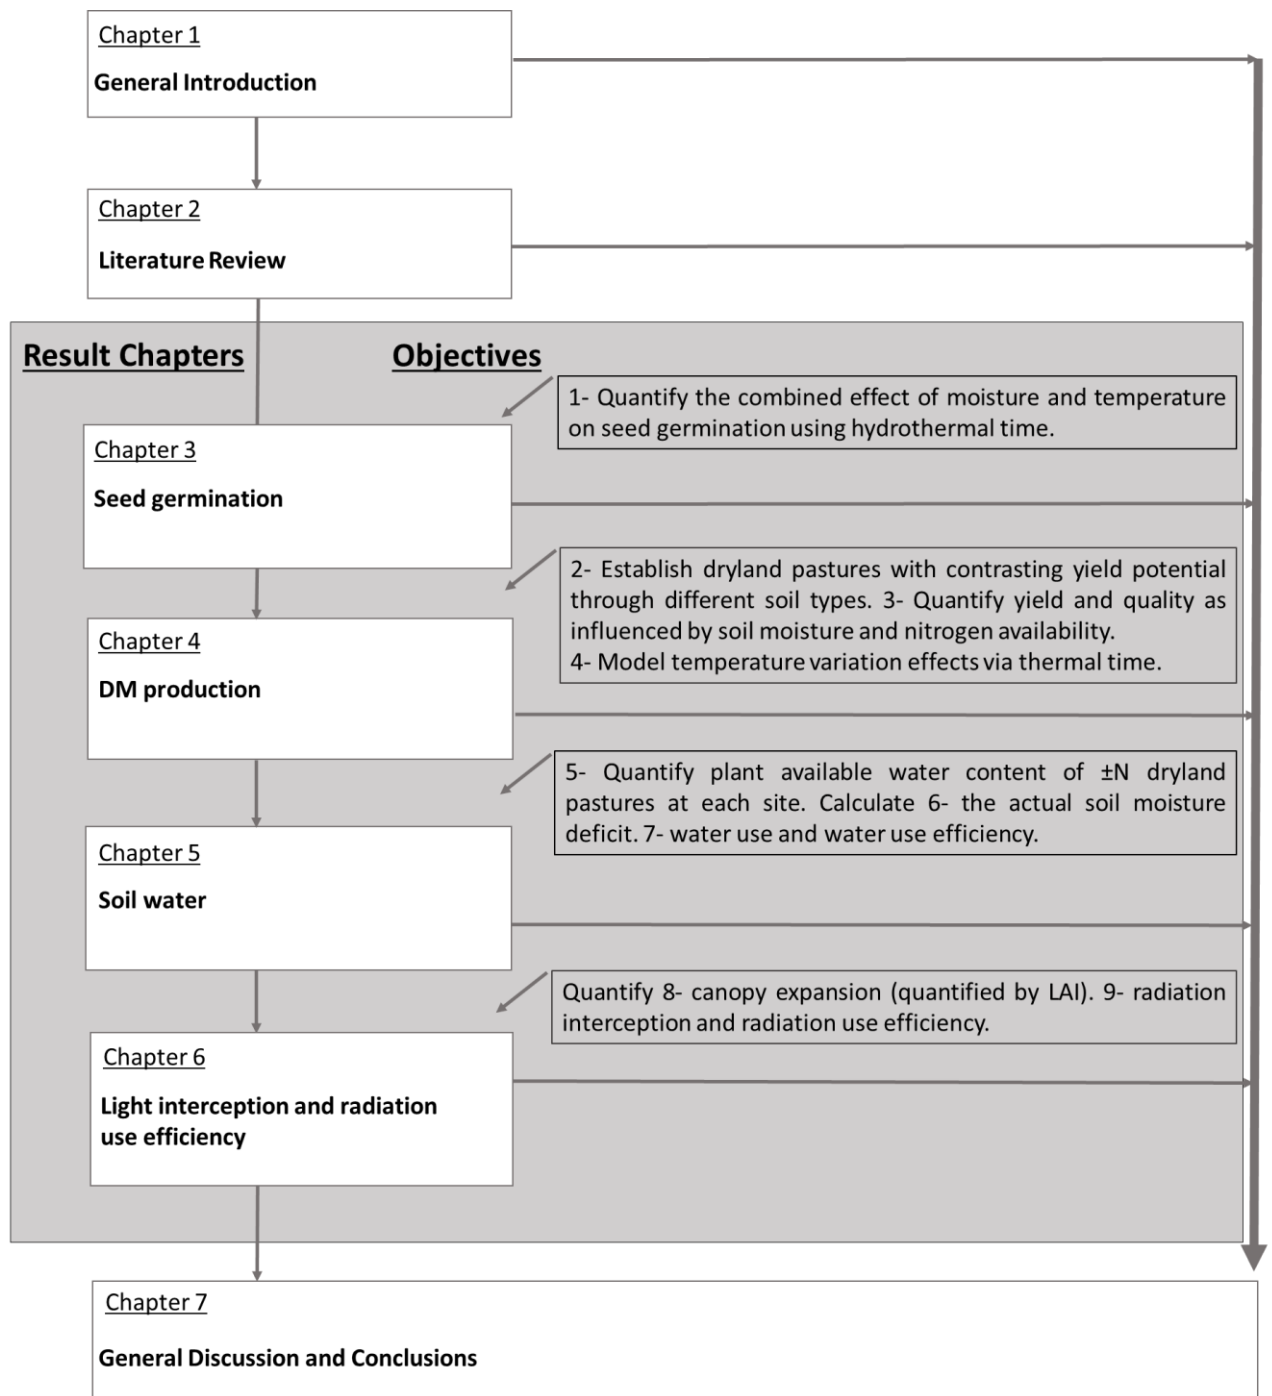 Chapter 1
General Introduction
Chapter 2
Literature Review
Result Chapters
Objectives
1- Quantify the combined effect of moisture and temperature
on seed germination using hydrothermal time.
Chapter 3
Seed germination
2- Establish dryland pastures with contrasting yield potential
through different soil types. 3- Quantify yield and quality as
influenced by soil moisture and nitrogen availability.
4- Model temperature variation effects via thermal time.
Chapter 4
DM production
5- Quantify plant available water content of ±N dryland
pastures at each site. Calculate 6- the actual soil moisture
deficit. 7- water use and water use efficiency.
Chapter 5
Soil water
Quantify 8- canopy expansion (quantified by LAI). 9- radiation
interception and radiation use efficiency.
Chapter 6
Light interception and radiation
use efficiency
Chapter 7
General Discussion and Conclusions